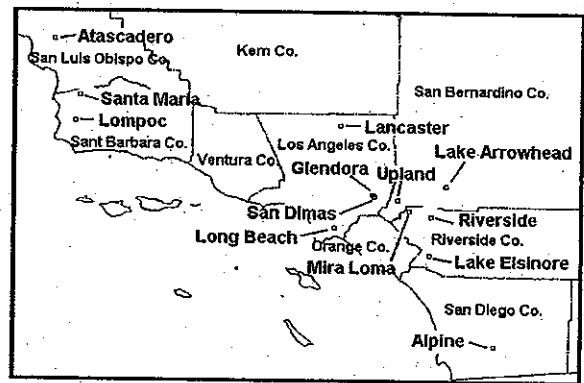 Atascadero
San Luis Obispo Co.
Kern Co.
San Bernardino Co.
Santa Maria
Lompoc
Sant Barbara Co.
Ventura Co.
Lancaster
Los Angeles Co.
Lake Arrowhead
Glendora
Upland
San Dimas
Long Beach
Orange Co.
Riverside
Riverside Co.
Mira Loma
Lake Elsinore
San Diego Co.
Alpine